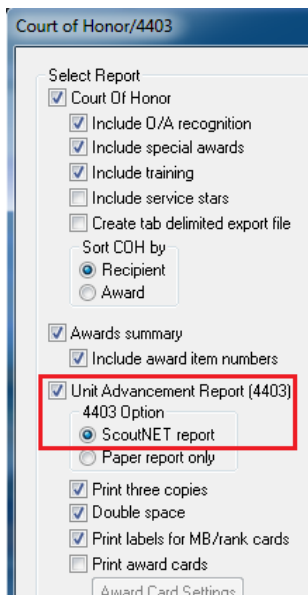 Court of Honor/4403
Select Report
Court Of Honor
Include O/A recognition
Include special awards
Include training
Include service stars
Create tab delimited export file
Sort COH by
Recipient
Award
Awards summary
Include award item numbers
Unit Advancement Report (4403)
4403 Option
ScoutNET report
Paper report only
Print three copies
Double space
Print labels for MB/rank cards
Print award cards
Award Card Settings